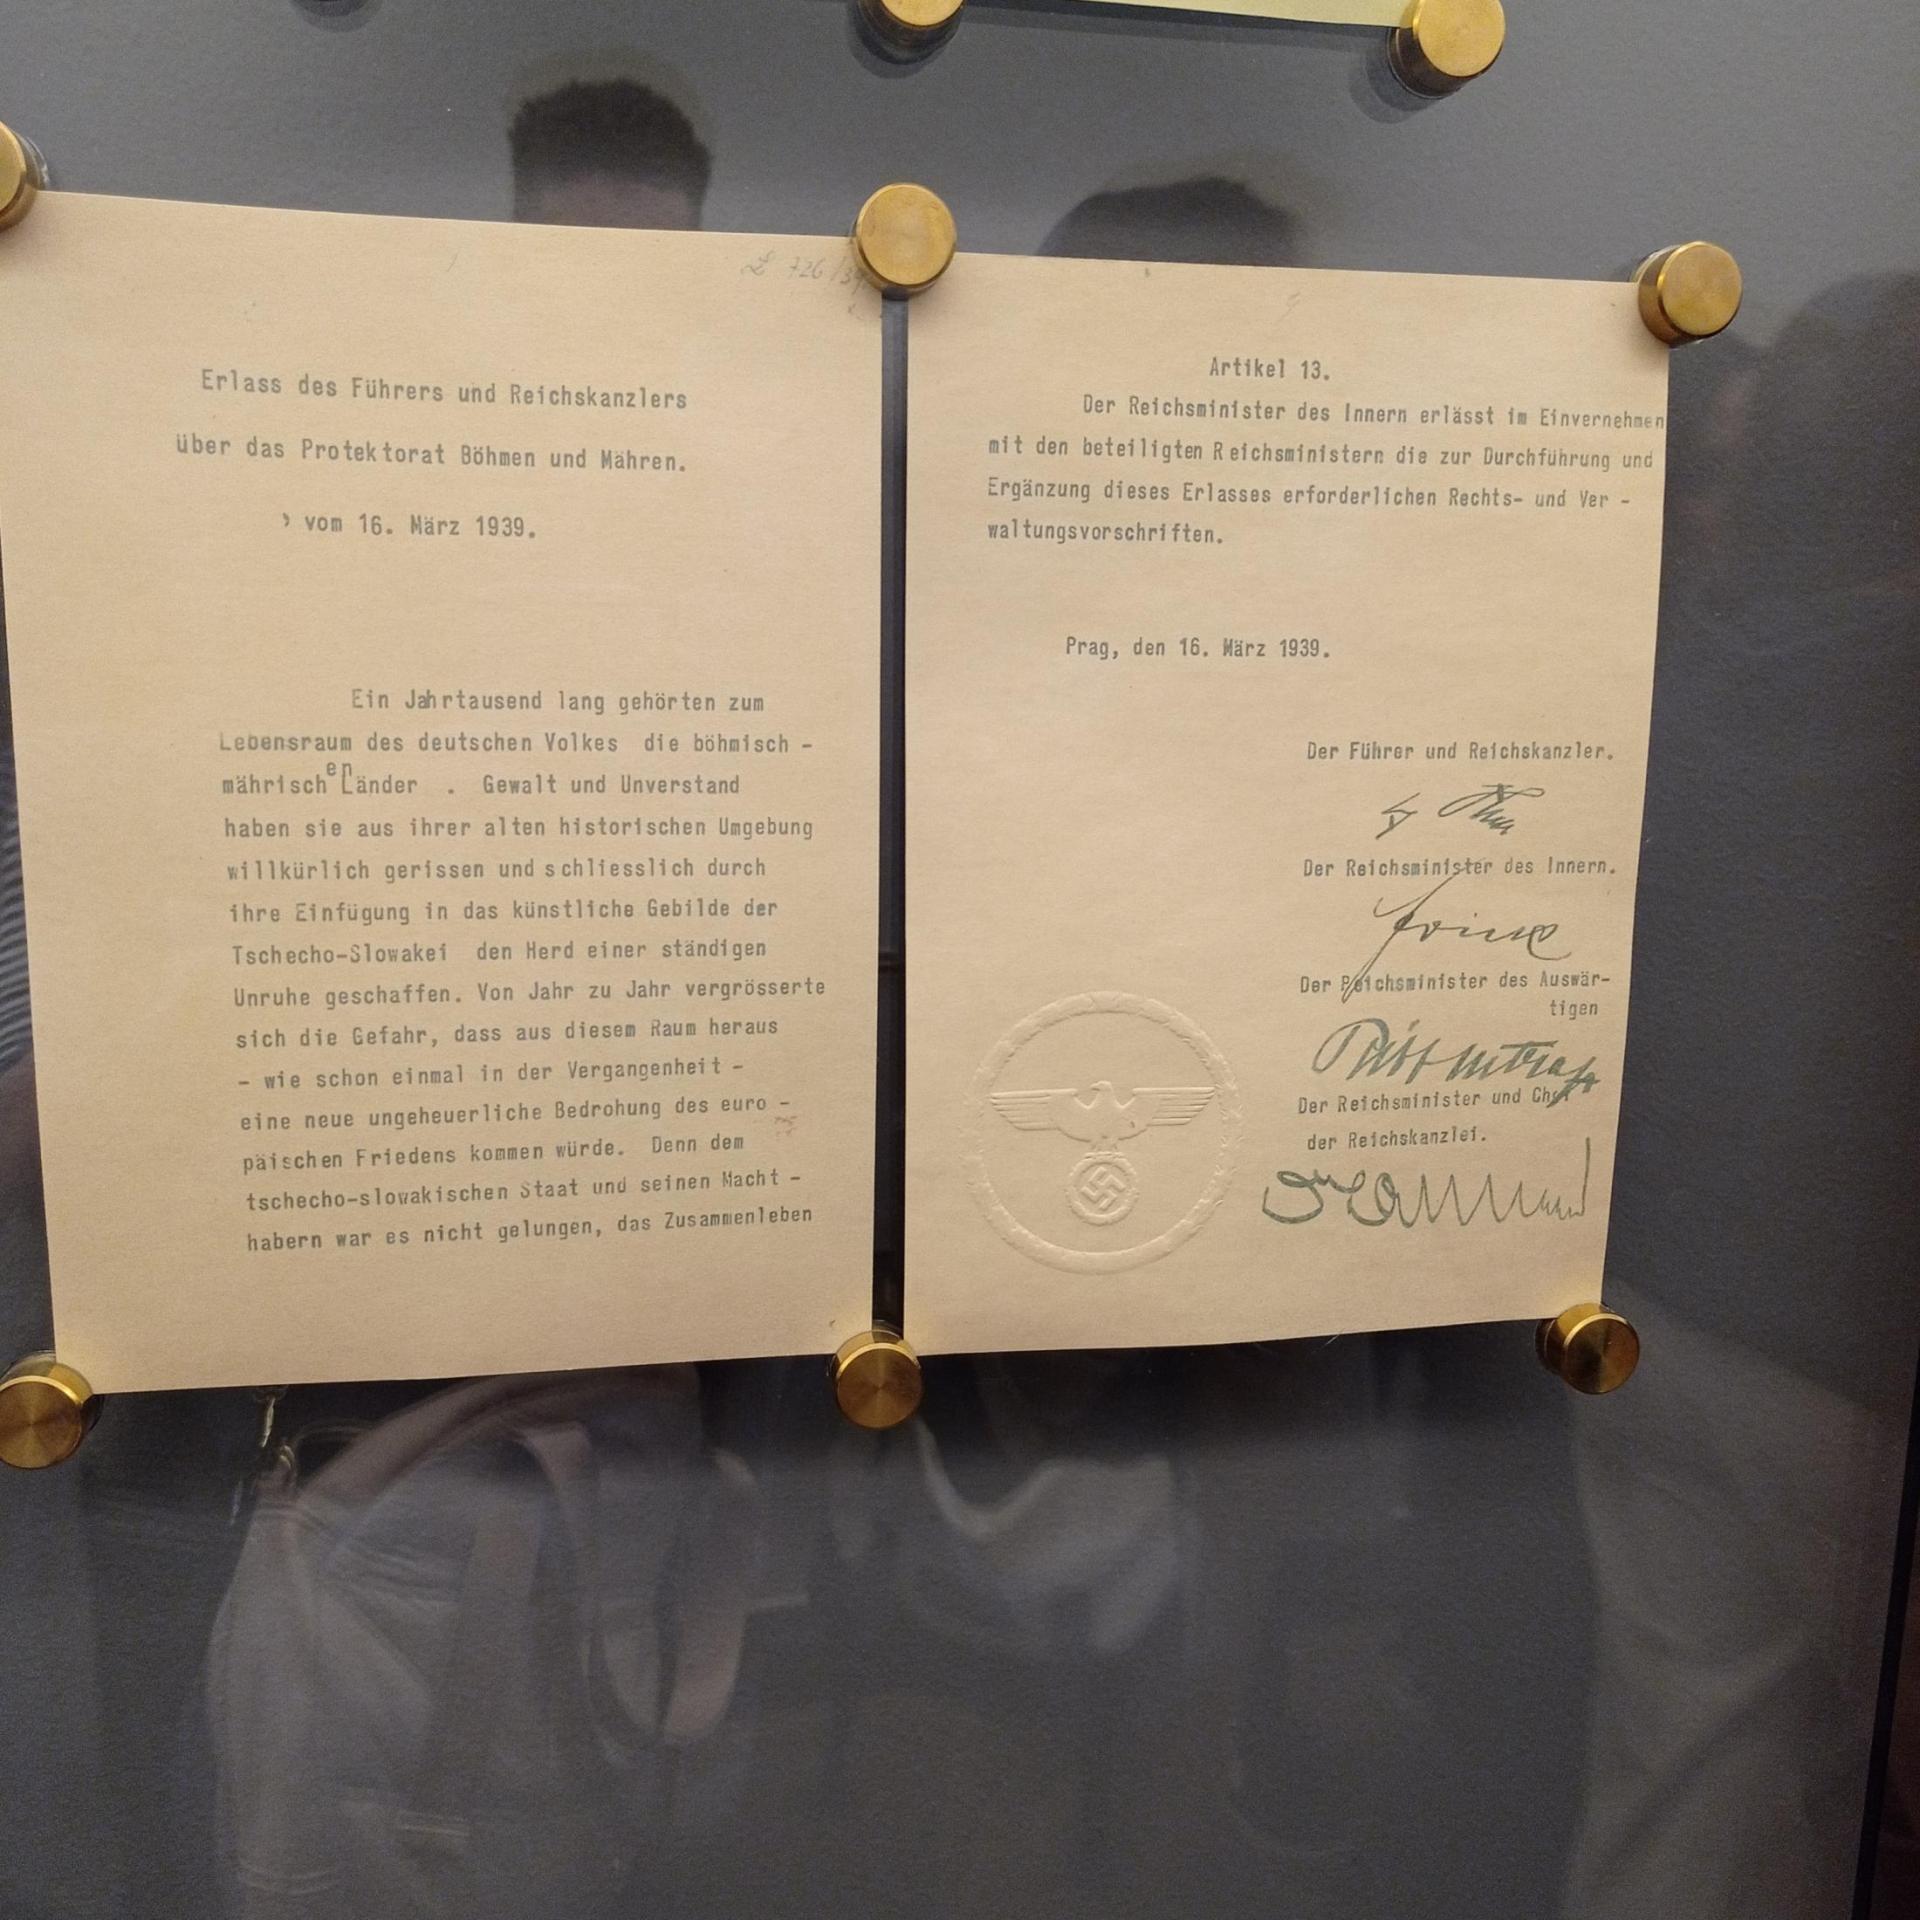 Erlass des Führers und Reichskanzlers
über das Protektorat Böhmen und Mähren.
vom 16. März 1939.
Ein Jahrtausend lang gehörten zum
Lebensraum des deutschen Volkes die böhmisch -
mährischen Länder . Gewalt und Unverstand
haben sie aus ihrer alten historischen Umgebung
willkürlich gerissen und schliesslich durch
ihre Einfügung in das künstliche Gebilde der
Tschecho-Slowakei den Herd einer ständigen
Unruhe geschaffen. Von Jahr zu Jahr vergrösserte
sich die Gefahr, dass aus diesem Raum heraus
- wie schon einmal in der Vergangenheit -
eine neue ungeheuerliche Bedrohung des euro -
päischen Friedens kommen würde. Denn dem
tschecho-slowakischen Staat und seinen Macht -
habern war es nicht gelungen, das Zusammenleben
Artikel 13.
Der Reichsminister des Innern erlässt im Einvernehmen
mit den beteiligten Reichsministern die zur Durchführung und
Ergänzung dieses Erlasses erforderlichen Rechts- und Ver -
waltungsvorschriften.
Prag, den 16. März 1939.
Der Führer und Reichskanzler.
Der Reichsminister des Innern.
Der Reichsminister des Auswär-
tigen
Der Reichsminister und Chef
der Reichskanzlei.